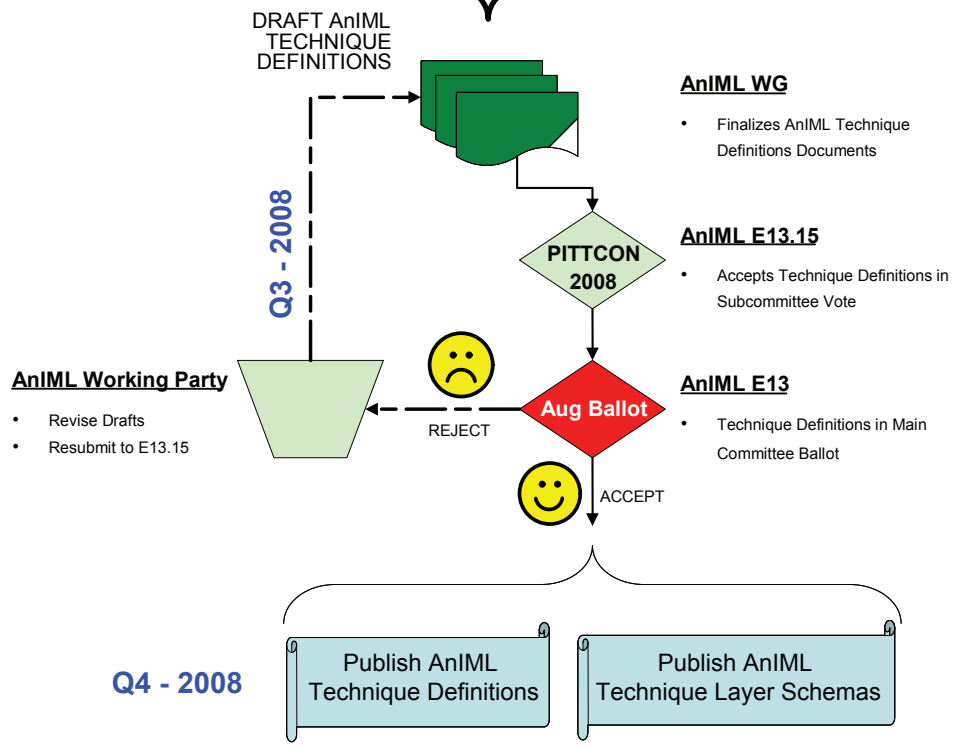 DRAFT AnIML
TECHNIQUE
DEFINITIONS
AnIML WG
• Finalizes AnIML Technique
Definitions Documents
Q3 - 2008
PITTCON
2008
AnIML E13.15
• Accepts Technique Definitions in
Subcommittee Vote
AnIML Working Party
• Revise Drafts
• Resubmit to E13.15
REJECT
Aug Ballot
AnIML E13
• Technique Definitions in Main
Committee Ballot
ACCEPT
Q4 - 2008
Publish AnIML
Technique Definitions
Publish AnIML
Technique Layer Schemas